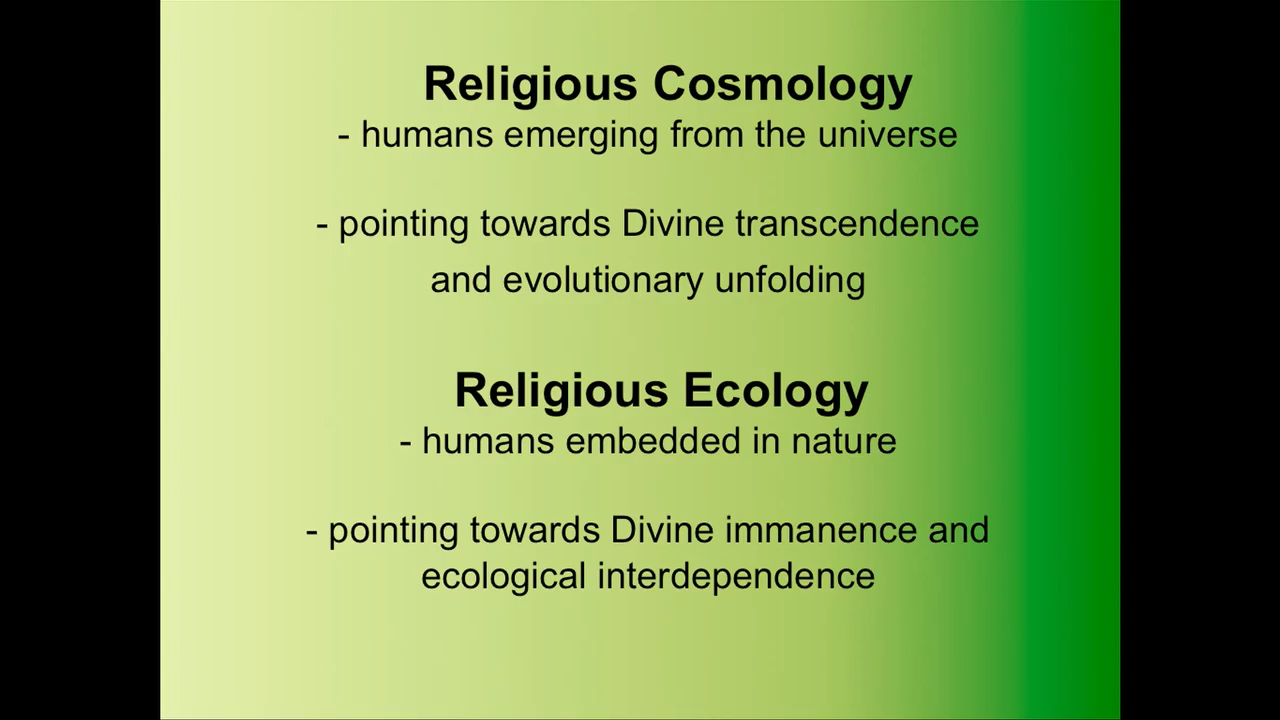 Religious Cosmology
- humans emerging from the universe
- pointing towards Divine transcendence
and evolutionary unfolding
Religious Ecology
- humans embedded in nature
- pointing towards Divine immanence and
ecological interdependence